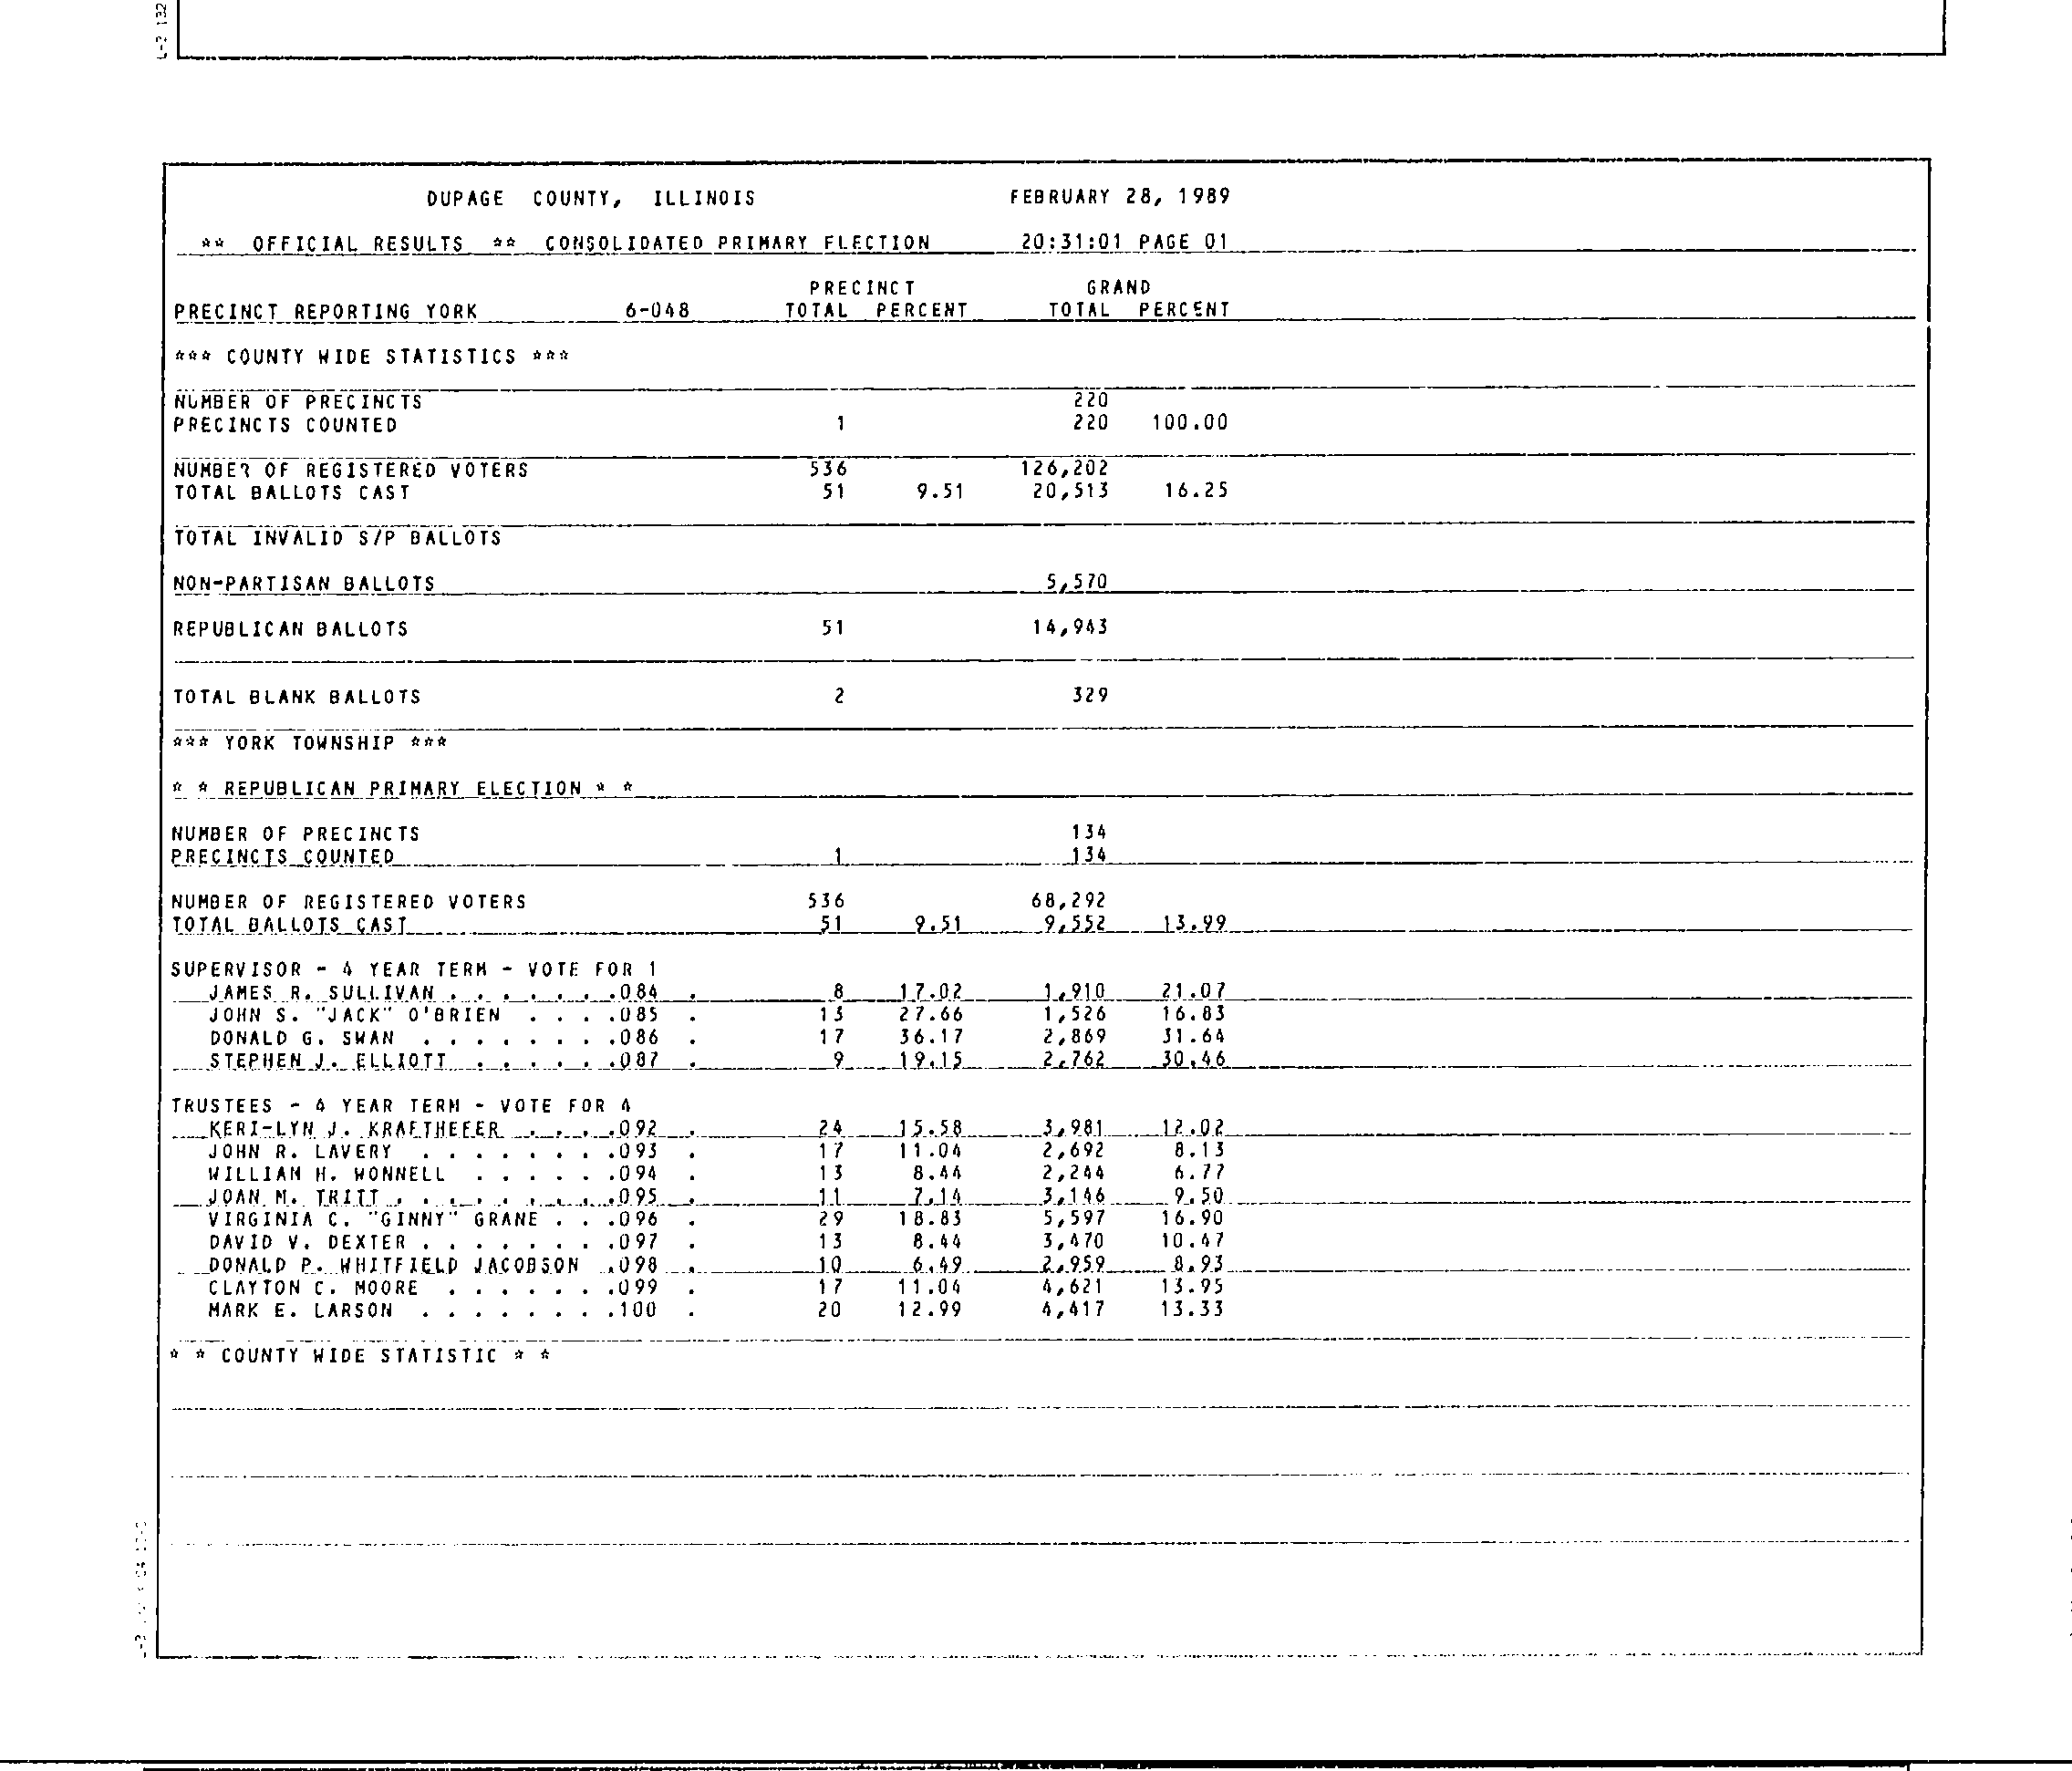 L-2 132
DUPAGE COUNTY, ILLINOIS FEBRUARY 28, 1989
** OFFICIAL RESULTS ** CONSOLIDATED PRIMARY ELECTION 20:31:01 PAGE 01
PRECINCT GRAND
PRECINCT REPORTING YORK 6-048 TOTAL PERCENT TOTAL PERCENT
*** COUNTY WIDE STATISTICS ***
NUMBER OF PRECINCTS 220
PRECINCTS COUNTED 1 220 100.00
NUMBER OF REGISTERED VOTERS 536 126,202
TOTAL BALLOTS CAST 51 9.51 20,513 16.25
TOTAL INVALID S/P BALLOTS
NON-PARTISAN BALLOTS 5,570
REPUBLICAN BALLOTS 51 14,943
TOTAL BLANK BALLOTS 2 329
*** YORK TOWNSHIP ***
* * REPUBLICAN PRIMARY ELECTION * *
NUMBER OF PRECINCTS 134
PRECINCTS COUNTED 1 134
NUMBER OF REGISTERED VOTERS 536 68,292
TOTAL BALLOTS CAST 51 9.51 9,552 13.99
SUPERVISOR - 4 YEAR TERM - VOTE FOR 1
JAMES R. SULLIVAN . . . . . . .084 . 8 17.02 1,910 21.07
JOHN S. "JACK" O'BRIEN . . . .085 . 13 27.66 1,526 16.83
DONALD G. SWAN . . . . . . . .086 . 17 36.17 2,869 31.64
STEPHEN J. ELLIOTT . . . . . .087 . 9 19.15 2,762 30.46
TRUSTEES - 4 YEAR TERM - VOTE FOR 4
KERI-LYN J. KRAFTHEFER . . . .092 . 24 15.58 3,981 12.02
JOHN R. LAVERY . . . . . . . .093 . 17 11.04 2,692 8.13
WILLIAM H. WONNELL . . . . . .094 . 13 8.44 2,244 6.77
JOAN M. TRITT . . . . . . . . .095 . 11 7.14 3,146 9.50
VIRGINIA C. "GINNY" GRANE . . .096 . 29 18.83 5,597 16.90
DAVID V. DEXTER . . . . . . . .097 . 13 8.44 3,470 10.47
DONALD P. WHITFIELD JACOBSON .098 . 10 6.49 2,959 8.93
CLAYTON C. MOORE . . . . . . .099 . 17 11.04 4,621 13.95
MARK E. LARSON . . . . . . . .100 . 20 12.99 4,417 13.33
* * COUNTY WIDE STATISTIC * *